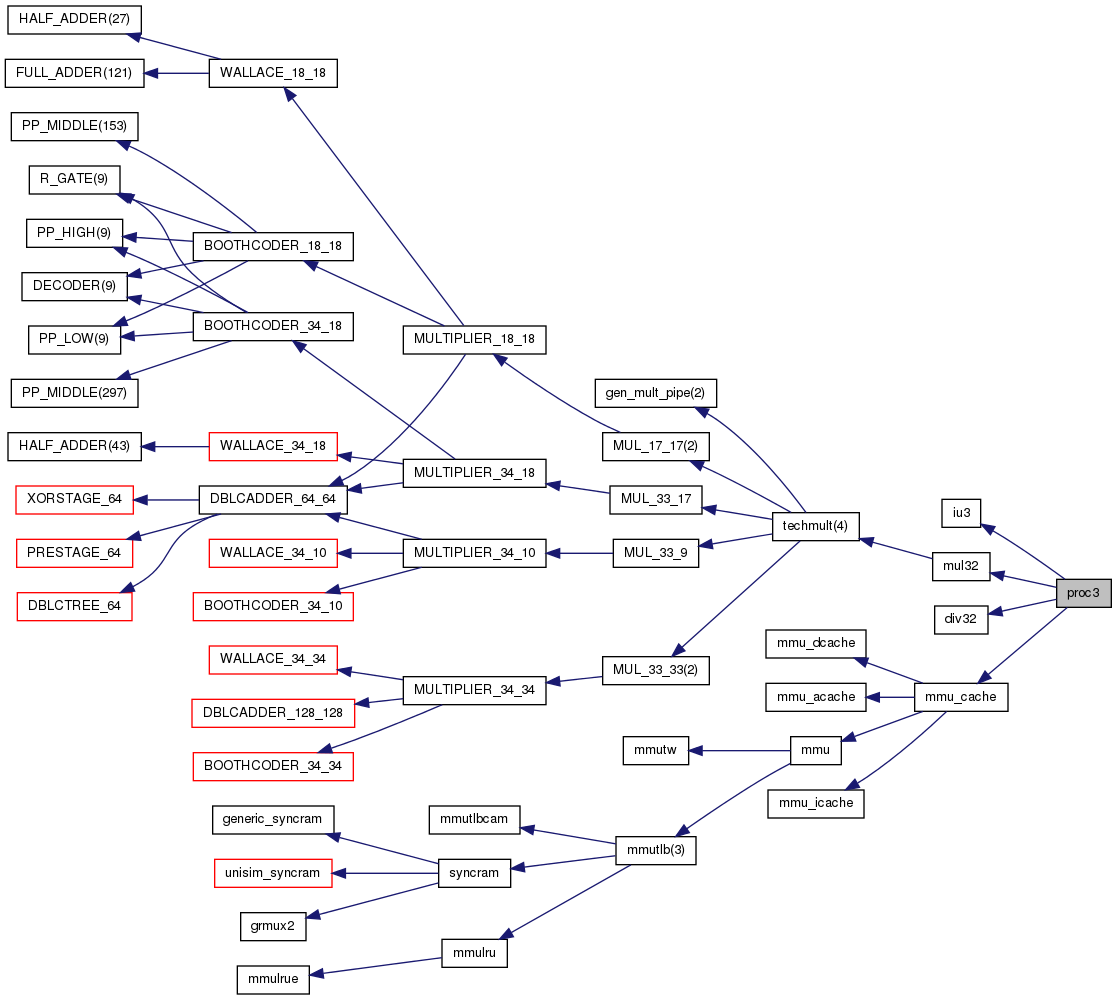 HALF_ADDER(27)
FULL_ADDER(121)
WALLACE_18_18
PP_MIDDLE(153)
R_GATE(9)
PP_HIGH(9)
BOOTHCODER_18_18
DECODER(9)
BOOTHCODER_34_18
PP_LOW(9)
MULTIPLIER_18_18
PP_MIDDLE(297)
gen_mult_pipe(2)
HALF_ADDER(43)
WALLACE_34_18
MUL_17_17(2)
MULTIPLIER_34_18
XORSTAGE_64
DBLCADDER_64_64
MUL_33_17
iu3
techmult(4)
PRESTAGE_64
WALLACE_34_10
MULTIPLIER_34_10
MUL_33_9
mul32
proc3
DBLCTREE_64
BOOTHCODER_34_10
div32
mmu_dcache
WALLACE_34_34
MUL_33_33(2)
MULTIPLIER_34_34
mmu_acache
mmu_cache
DBLCADDER_128_128
mmutw
mmu
BOOTHCODER_34_34
mmu_icache
generic_syncram
mmutlbcam
mmutlb(3)
unisim_syncram
syncram
grmux2
mmulru
mmulrue